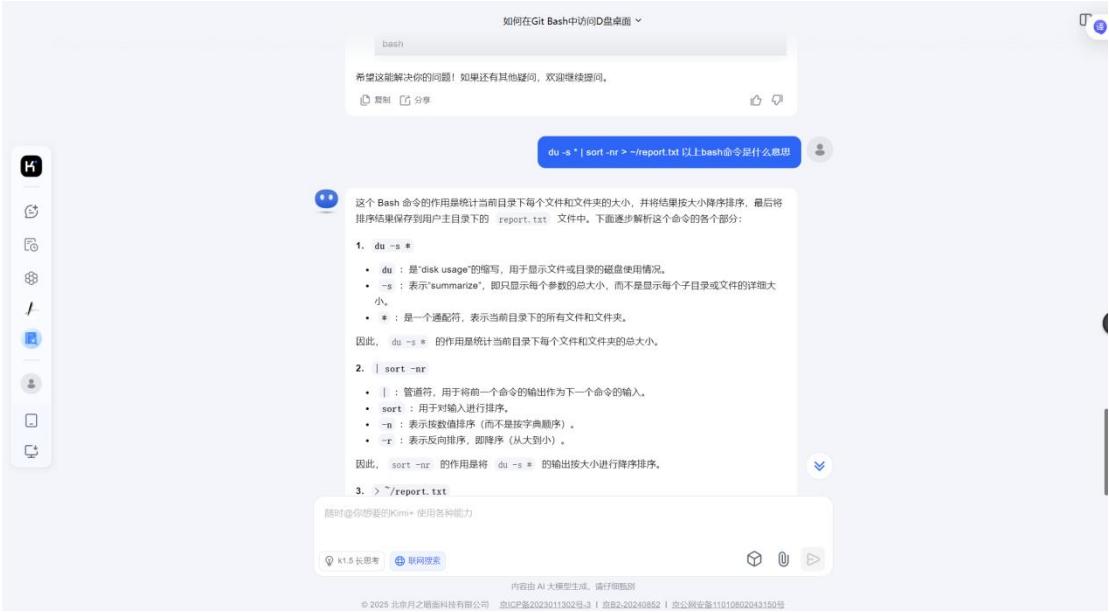 如何在Git Bash中访问D盘桌面
bash
希望这能解决你的问题！如果还有其他疑问，欢迎继续提问。
复制 分享
du -s * | sort -nr > ~/report.txt 以上bash命令是什么意思
这个 Bash 命令的作用是统计当前目录下每个文件和文件夹的大小，并将结果按大小降序排序，最后将
排序结果保存到用户主目录下的 report.txt 文件中。下面逐步解析这个命令的各个部分：
1. du -s *
• du ：是"disk usage"的缩写，用于显示文件或目录的磁盘使用情况。
• -s ：表示"summarize"，即只显示每个参数的总大小，而不是显示每个子目录或文件的详细大
小。
• * ：是一个通配符，表示当前目录下的所有文件和文件夹。
因此， du -s * 的作用是统计当前目录下每个文件和文件夹的总大小。
2. | sort -nr
• | ：管道符，用于将前一个命令的输出作为下一个命令的输入。
• sort ：用于对输入进行排序。
• -n ：表示按数值排序（而不是按字典顺序）。
• -r ：表示反向排序，即降序（从大到小）。
因此， sort -nr 的作用是将 du -s * 的输出按大小进行降序排序。
3. > ~/report.txt
随时@你想要的Kimi+ 使用各种能力
k1.5 长思考 联网搜索
内容由 AI 大模型生成，请仔细甄别
© 2025 北京月之暗面科技有限公司 京ICP备2023011302号-3 | 京B2-20240852 | 京公网安备11010802043150号